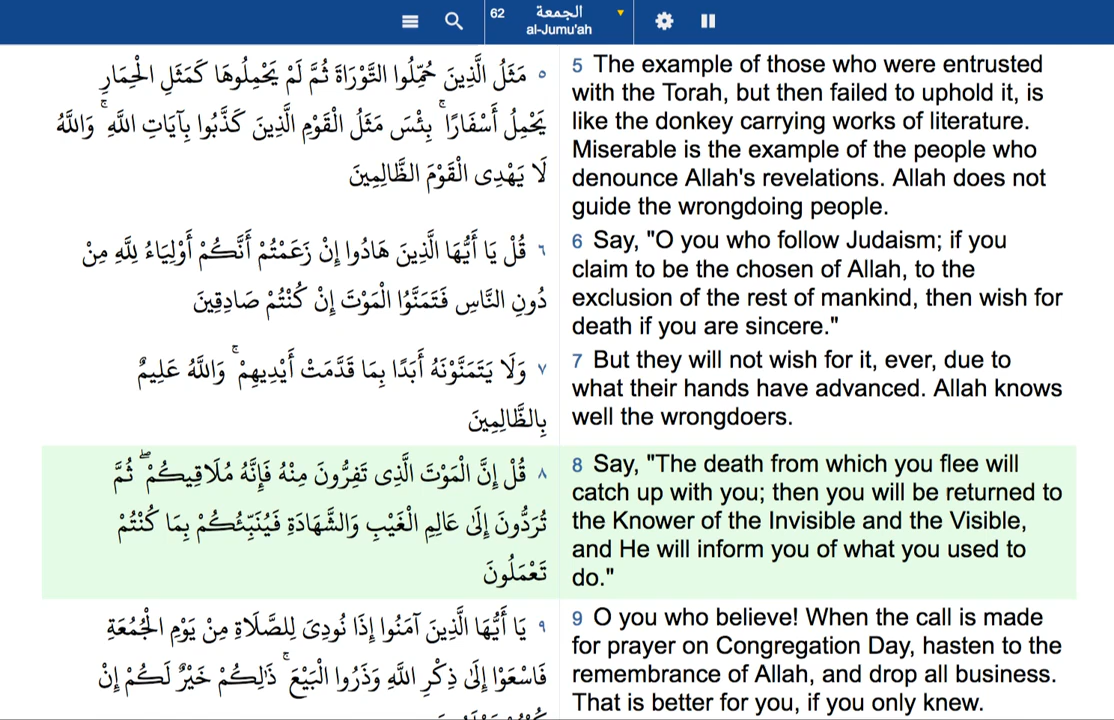 62
الجمعة
al-Jumu'ah
٥ مَثَلُ الَّذِينَ حُمِّلُوا التَّوْرَاةَ ثُمَّ لَمْ يَحْمِلُوهَا كَمَثَلِ الْحِمَارِ
يَحْمِلُ أَسْفَارًا ۚ بِئْسَ مَثَلُ الْقَوْمِ الَّذِينَ كَذَّبُوا بِآيَاتِ اللَّهِ ۚ وَاللَّهُ
لَا يَهْدِى الْقَوْمَ الظَّالِمِينَ
5 The example of those who were entrusted
with the Torah, but then failed to uphold it, is
like the donkey carrying works of literature.
Miserable is the example of the people who
denounce Allah's revelations. Allah does not
guide the wrongdoing people.
٦ قُلْ يَا أَيُّهَا الَّذِينَ هَادُوا إِنْ زَعَمْتُمْ أَنَّكُمْ أَوْلِيَاءُ لِلَّهِ مِنْ
دُونِ النَّاسِ فَتَمَنَّوُا الْمَوْتَ إِنْ كُنْتُمْ صَادِقِينَ
6 Say, "O you who follow Judaism; if you
claim to be the chosen of Allah, to the
exclusion of the rest of mankind, then wish for
death if you are sincere."
٧ وَلَا يَتَمَنَّوْنَهُ أَبَدًا بِمَا قَدَّمَتْ أَيْدِيهِمْ ۚ وَاللَّهُ عَلِيمٌ
بِالظَّالِمِينَ
7 But they will not wish for it, ever, due to
what their hands have advanced. Allah knows
well the wrongdoers.
٨ قُلْ إِنَّ الْمَوْتَ الَّذِى تَفِرُّونَ مِنْهُ فَإِنَّهُ مُلَاقِيكُمْ ۖ ثُمَّ
تُرَدُّونَ إِلَىٰ عَالِمِ الْغَيْبِ وَالشَّهَادَةِ فَيُنَبِّئُكُمْ بِمَا كُنْتُمْ
تَعْمَلُونَ
8 Say, "The death from which you flee will
catch up with you; then you will be returned to
the Knower of the Invisible and the Visible,
and He will inform you of what you used to
do."
٩ يَا أَيُّهَا الَّذِينَ آمَنُوا إِذَا نُودِىَ لِلصَّلَاةِ مِنْ يَوْمِ الْجُمُعَةِ
فَاسْعَوْا إِلَىٰ ذِكْرِ اللَّهِ وَذَرُوا الْبَيْعَ ۚ ذَٰلِكُمْ خَيْرٌ لَكُمْ إِنْ
9 O you who believe! When the call is made
for prayer on Congregation Day, hasten to the
remembrance of Allah, and drop all business.
That is better for you, if you only knew.